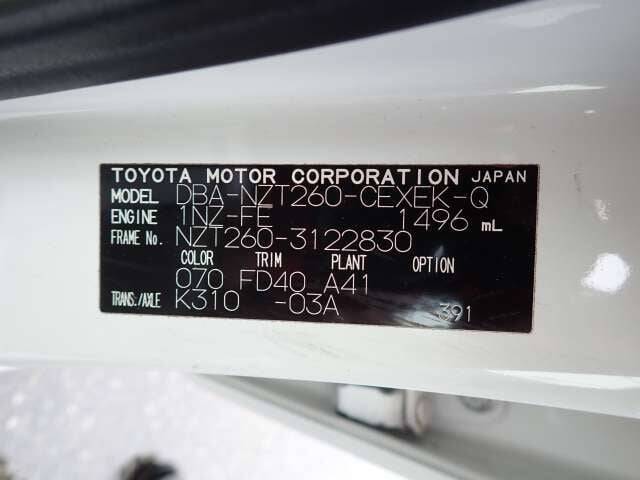 TOYOTA MOTOR CORPORATION JAPAN
MODEL DBA-NZT260-CEXEK-Q
ENGINE 1NZ-FE 1496 mL
FRAME No. NZT260-3122830
COLOR TRIM PLANT OPTION
070 FD40 A41
TRANS./AXLE K310 -03A
391